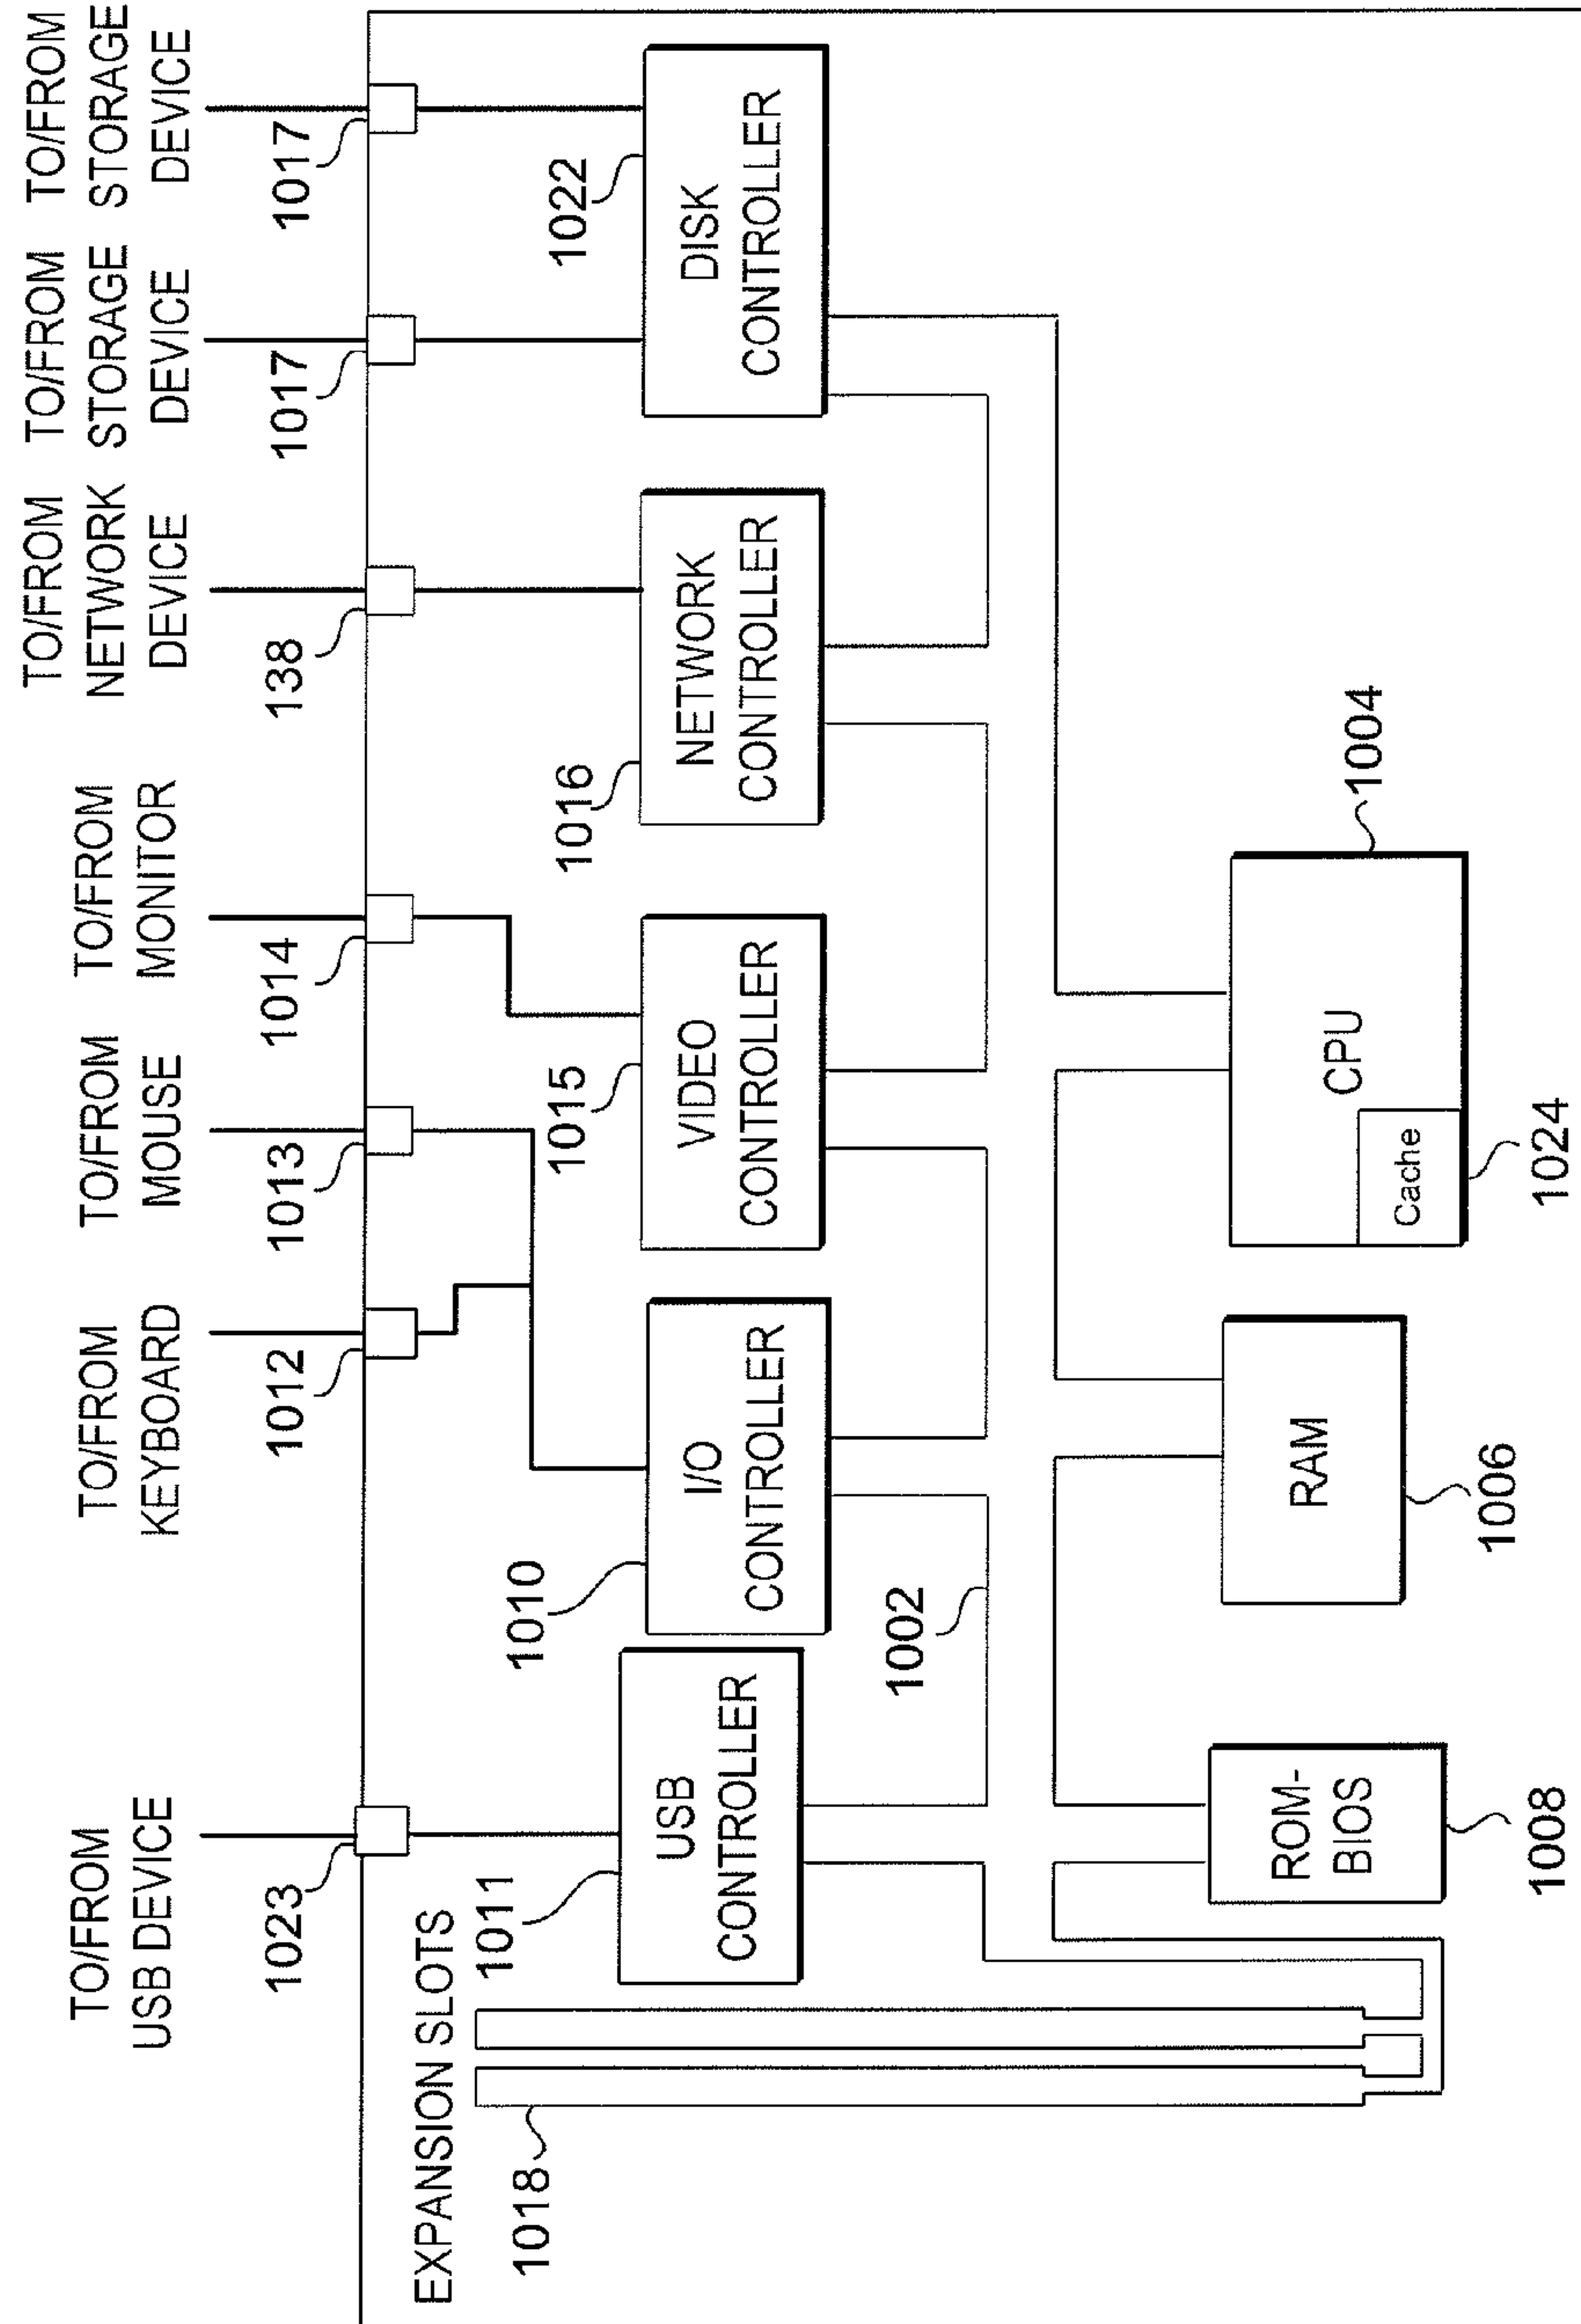 TO/FROM
USB DEVICE
TO/FROM
KEYBOARD
TO/FROM
MOUSE
TO/FROM
MONITOR
TO/FROM
NETWORK
DEVICE
TO/FROM
STORAGE
DEVICE
TO/FROM
STORAGE
DEVICE
1023
1012
1013
1014
138
1017
1017
EXPANSION SLOTS
1018
1011
USB
CONTROLLER
1010
I/O
CONTROLLER
1015
VIDEO
CONTROLLER
1016
NETWORK
CONTROLLER
1022
DISK
CONTROLLER
1002
ROM-
BIOS
1008
RAM
1006
CPU
Cache
1004
1024